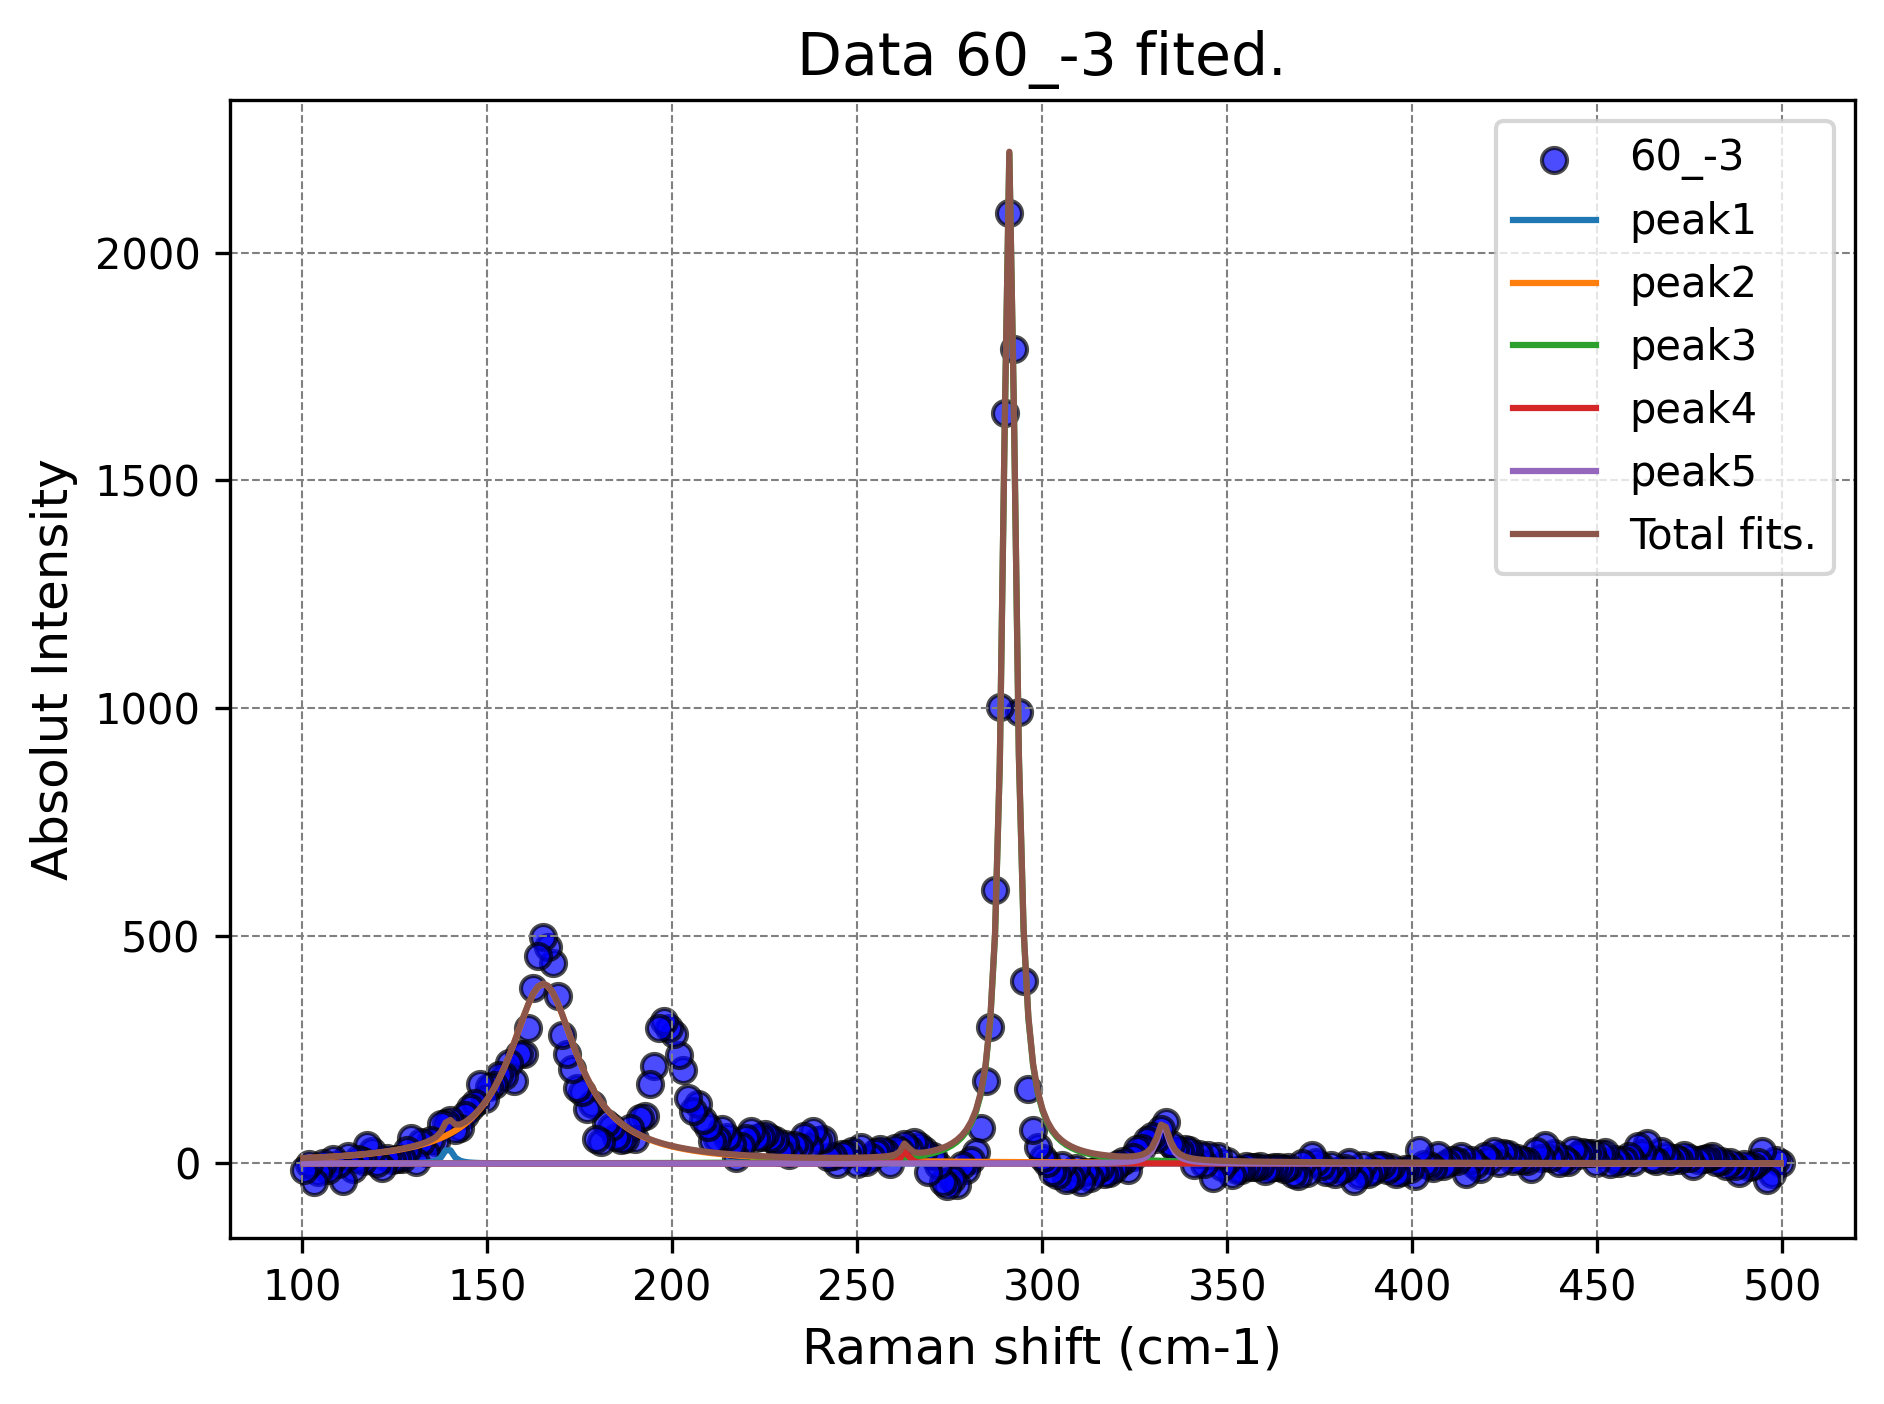 Data 60_-3 fited.
60_-3
peak1
peak2
peak3
peak4
peak5
Total fits.
Absolut Intensity
2000
1500
1000
500
0
100 150 200 250 300 350 400 450 500
Raman shift (cm-1)